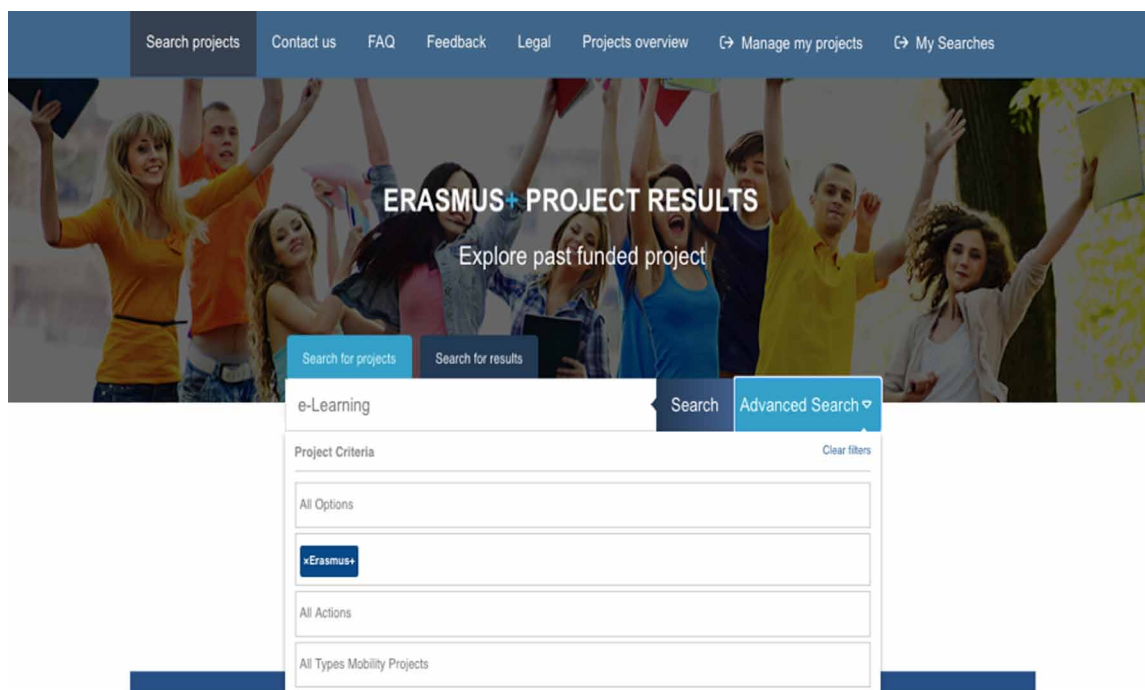 Search projects Contact us FAQ Feedback Legal Projects overview Manage my projects My Searches
ERASMUS+ PROJECT RESULTS
Explore past funded project
Search for projects Search for results
e-Learning Search Advanced Search
Project Criteria Clear filters
All Options
×Erasmus+
All Actions
All Types Mobility Projects